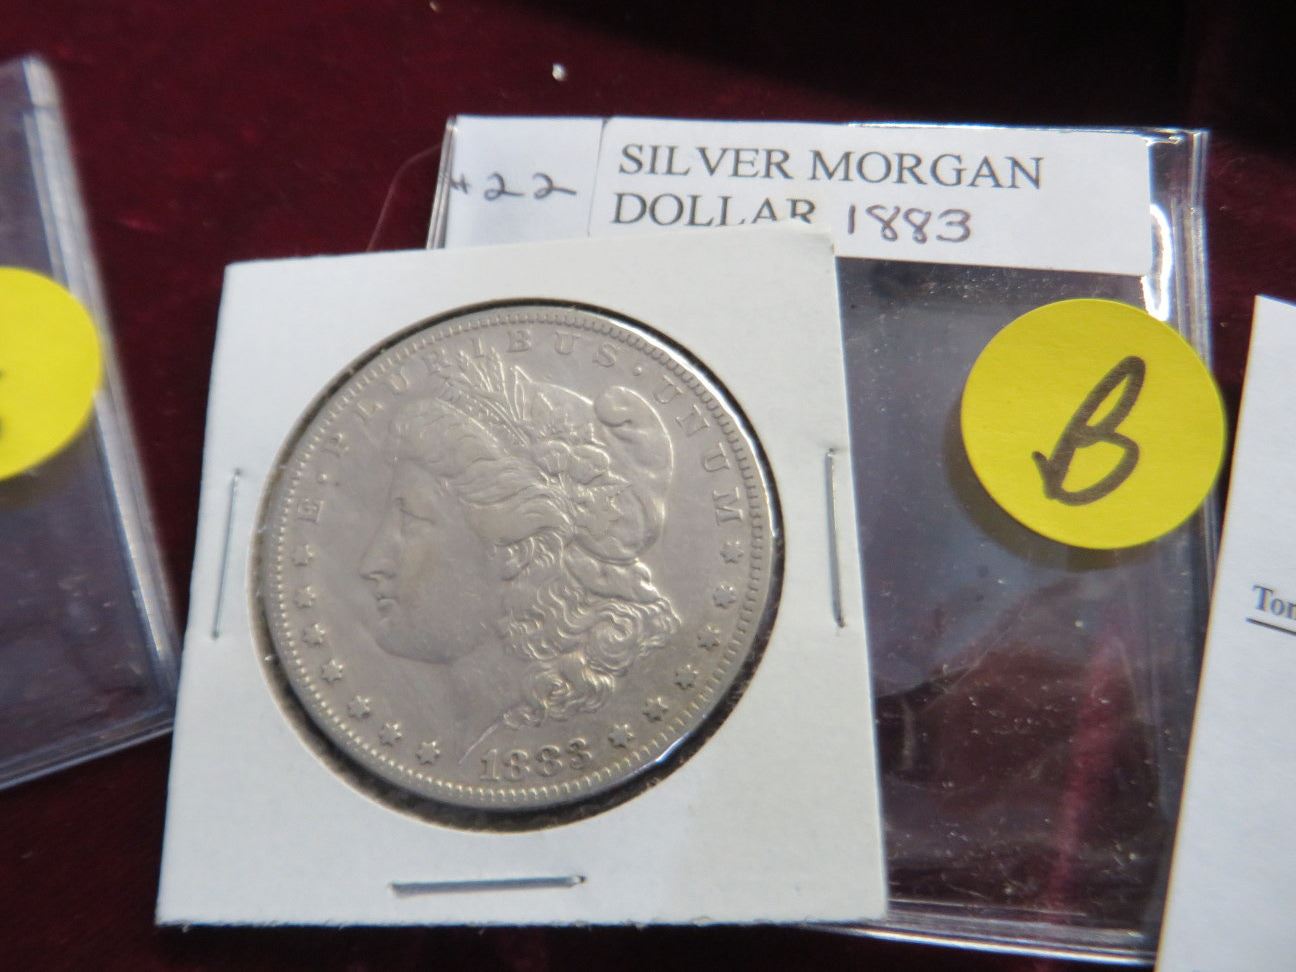 #22
SILVER MORGAN
DOLLAR 1883
B
E · PLURIBUS · UNUM
1883